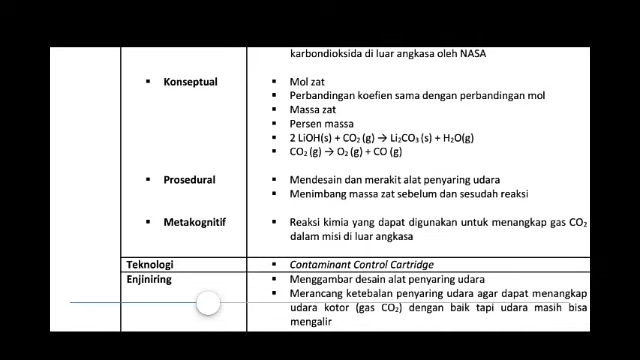 karbondioksida di luar angkasa oleh NASA
▪ Konseptual
▪ Mol zat
▪ Perbandingan koefien sama dengan perbandingan mol
▪ Massa zat
▪ Persen massa
▪ 2 LiOH(s) + CO₂ (g) → Li₂CO₃ (s) + H₂O(g)
▪ CO₂ (g) → O₂ (g) + CO (g)
▪ Prosedural
▪ Mendesain dan merakit alat penyaring udara
▪ Menimbang massa zat sebelum dan sesudah reaksi
▪ Metakognitif
▪ Reaksi kimia yang dapat digunakan untuk menangkap gas CO₂
dalam misi di luar angkasa
Teknologi
▪ Contaminant Control Cartridge
Enjiniring
▪ Menggambar desain alat penyaring udara
▪ Merancang ketebalan penyaring udara agar dapat menangkap
udara kotor (gas CO₂) dengan baik tapi udara masih bisa
mengalir